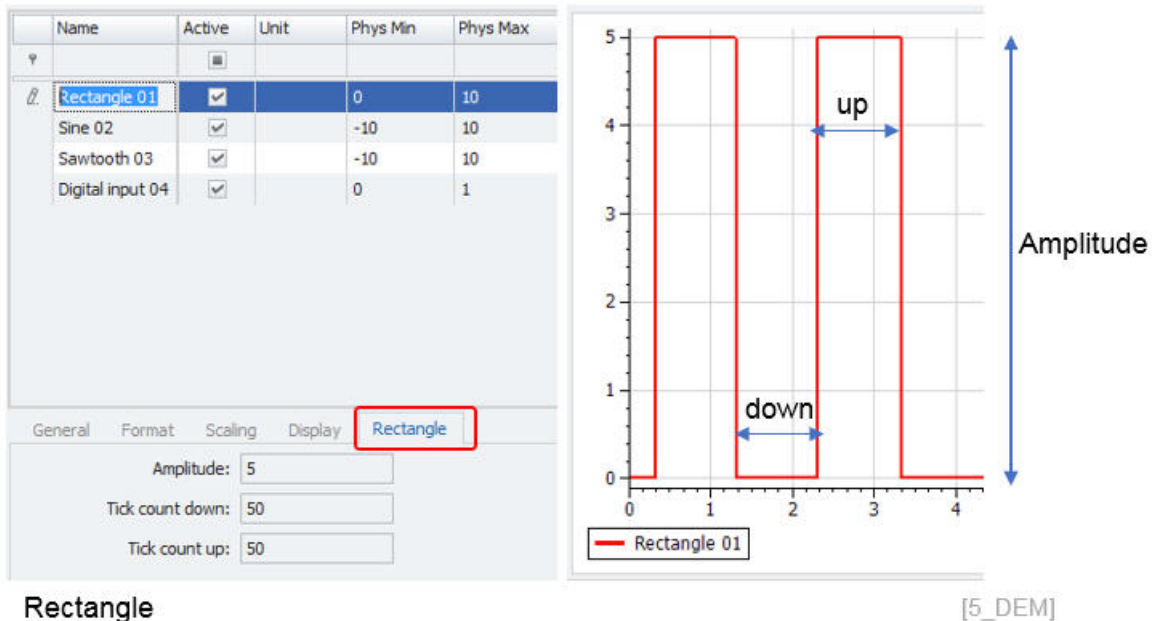 Name Active Unit Phys Min Phys Max
Rectangle 01 0 10
Sine 02 -10 10
Sawtooth 03 -10 10
Digital input 04 0 1
General Format Scaling Display Rectangle
Amplitude: 5
Tick count down: 50
Tick count up: 50
5
4
3
2
1
0
0 1 2 3 4
up
down
Amplitude
Rectangle 01
Rectangle
[5_DEM]